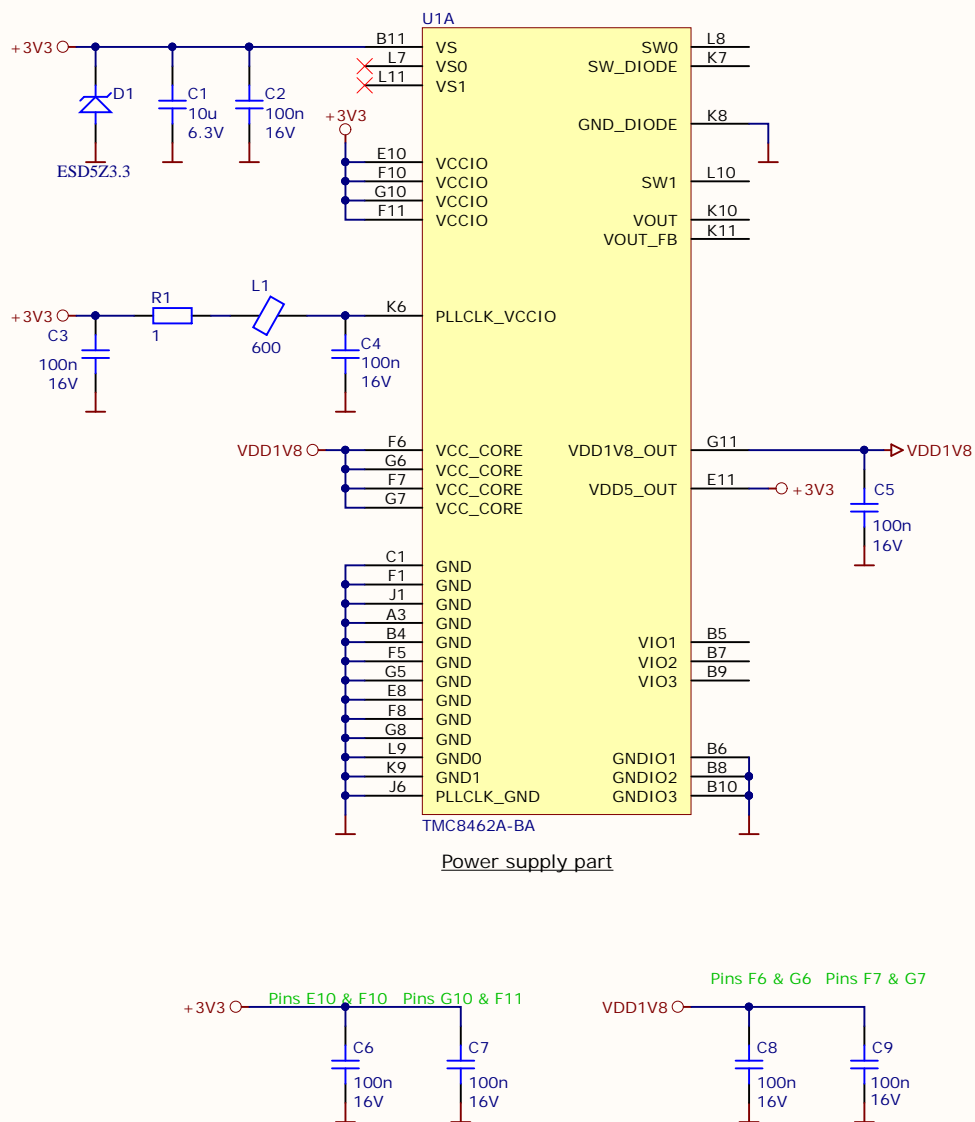 U1A
+3V3
B11
VS
L7
VS0
L11
VS1
D1
ESD5Z3.3
C1
10u
6.3V
C2
100n
16V
+3V3
E10
VCCIO
F10
VCCIO
G10
VCCIO
F11
VCCIO
SW0
L8
SW_DIODE
K7
GND_DIODE
K8
SW1
L10
VOUT
K10
VOUT_FB
K11
+3V3
C3
100n
16V
R1
1
L1
600
C4
100n
16V
K6
PLLCLK_VCCIO
VDD1V8
F6
VCC_CORE
G6
VCC_CORE
F7
VCC_CORE
G7
VCC_CORE
VDD1V8_OUT
G11
VDD1V8
VDD5_OUT
E11
+3V3
C5
100n
16V
C1
GND
F1
GND
J1
GND
A3
GND
B4
GND
F5
GND
G5
GND
E8
GND
F8
GND
G8
GND
L9
GND0
K9
GND1
J6
PLLCLK_GND
VIO1
B5
VIO2
B7
VIO3
B9
GNDIO1
B6
GNDIO2
B8
GNDIO3
B10
TMC8462A-BA
Power supply part
+3V3
Pins E10 & F10
Pins G10 & F11
C6
100n
16V
C7
100n
16V
VDD1V8
Pins F6 & G6
Pins F7 & G7
C8
100n
16V
C9
100n
16V